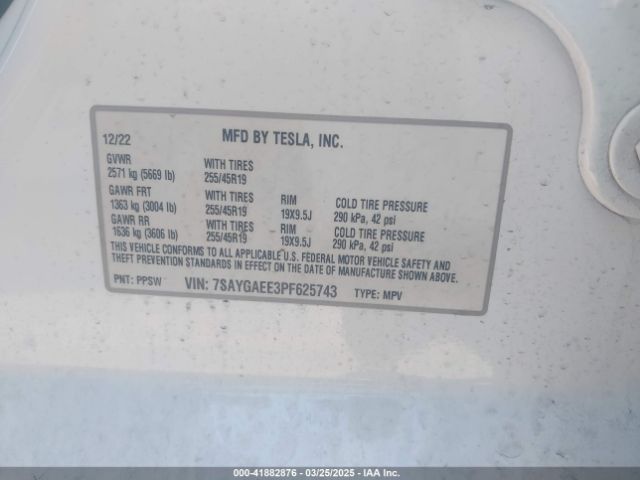 12/22 MFD BY TESLA, INC.
GVWR
2571 kg (5669 lb) WITH TIRES 255/45R19
GAWR FRT
1363 kg (3004 lb) WITH TIRES 255/45R19 RIM 19X9.5J COLD TIRE PRESSURE 290 kPa, 42 psi
GAWR RR
1636 kg (3606 lb) WITH TIRES 255/45R19 RIM 19X9.5J COLD TIRE PRESSURE 290 kPa, 42 psi
THIS VEHICLE CONFORMS TO ALL APPLICABLE U.S. FEDERAL MOTOR VEHICLE SAFETY AND
THEFT PREVENTION STANDARDS IN EFFECT ON THE DATE OF MANUFACTURE SHOWN ABOVE.
PNT: PPSW VIN: 7SAYGAEE3PF625743 TYPE: MPV
000-41882876 - 03/25/2025 - IAA Inc.